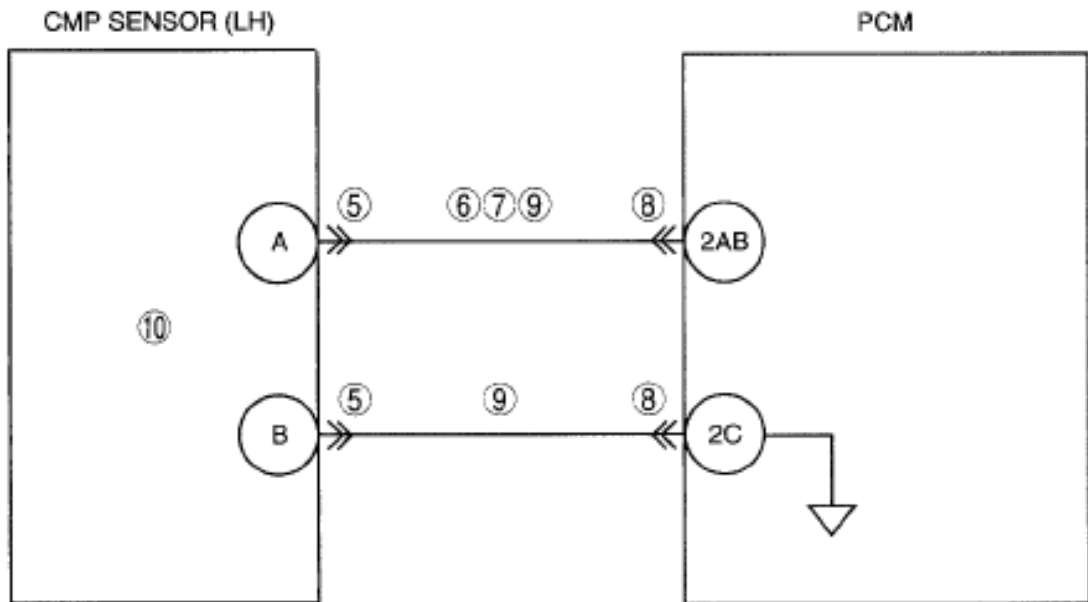 CMP SENSOR (LH) PCM
⑤ ⑥⑦⑨ ⑧
A 2AB
⑩
⑤ ⑨ ⑧
B 2C